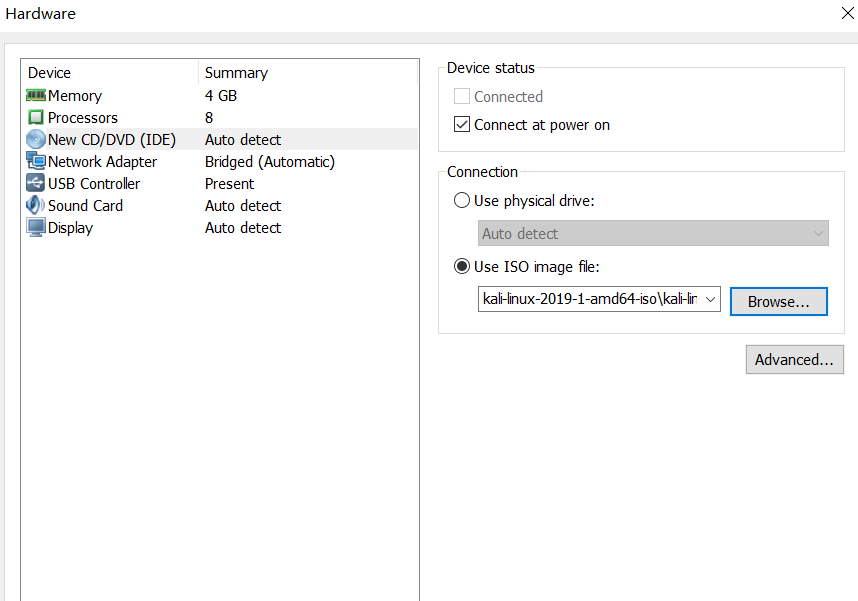 Hardware
Device Summary
Memory 4 GB
Processors 8
New CD/DVD (IDE) Auto detect
Network Adapter Bridged (Automatic)
USB Controller Present
Sound Card Auto detect
Display Auto detect
Device status
Connected
Connect at power on
Connection
Use physical drive:
Auto detect
Use ISO image file:
kali-linux-2019-1-amd64-iso\kali-lin
Browse...
Advanced...